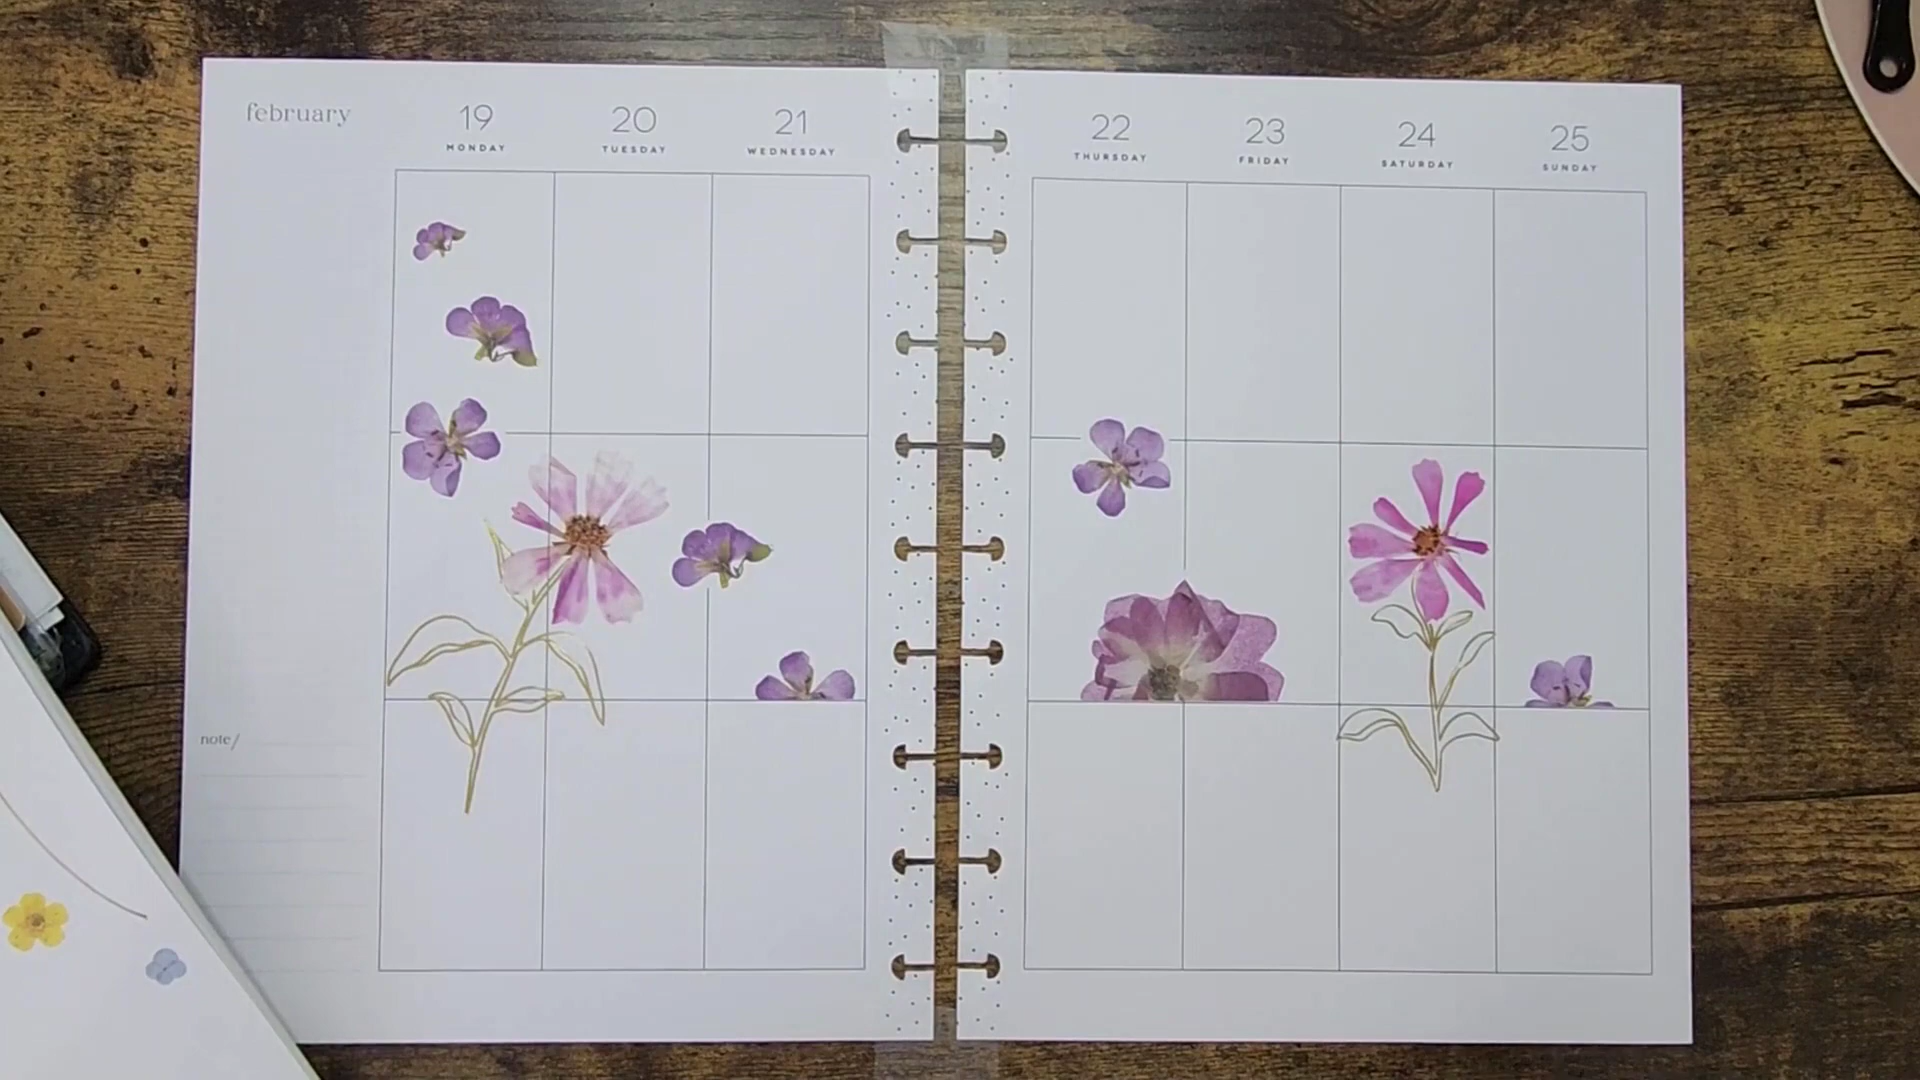 february
19 20 21 22 23 24 25
MONDAY TUESDAY WEDNESDAY THURSDAY FRIDAY SATURDAY SUNDAY
note/